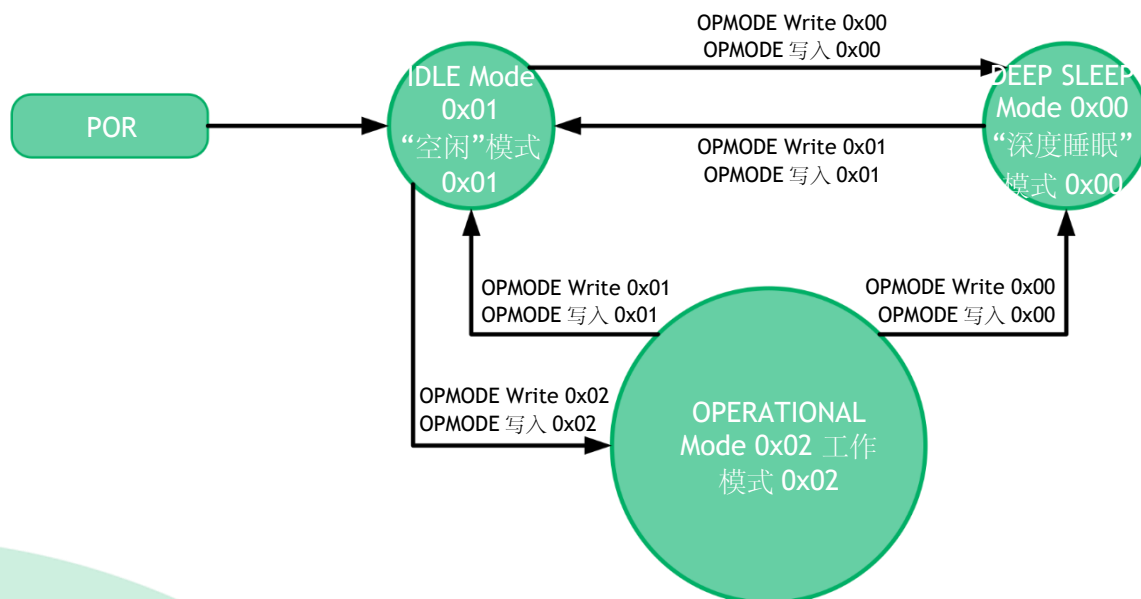 OPMODE Write 0x00
OPMODE 写入 0x00
POR
IDLE Mode
0x01
“空闲”模式
0x01
DEEP SLEEP
Mode 0x00
“深度睡眠”
模式 0x00
OPMODE Write 0x01
OPMODE 写入 0x01
OPMODE Write 0x01
OPMODE 写入 0x01
OPMODE Write 0x00
OPMODE 写入 0x00
OPMODE Write 0x02
OPMODE 写入 0x02
OPERATIONAL
Mode 0x02 工作
模式 0x02